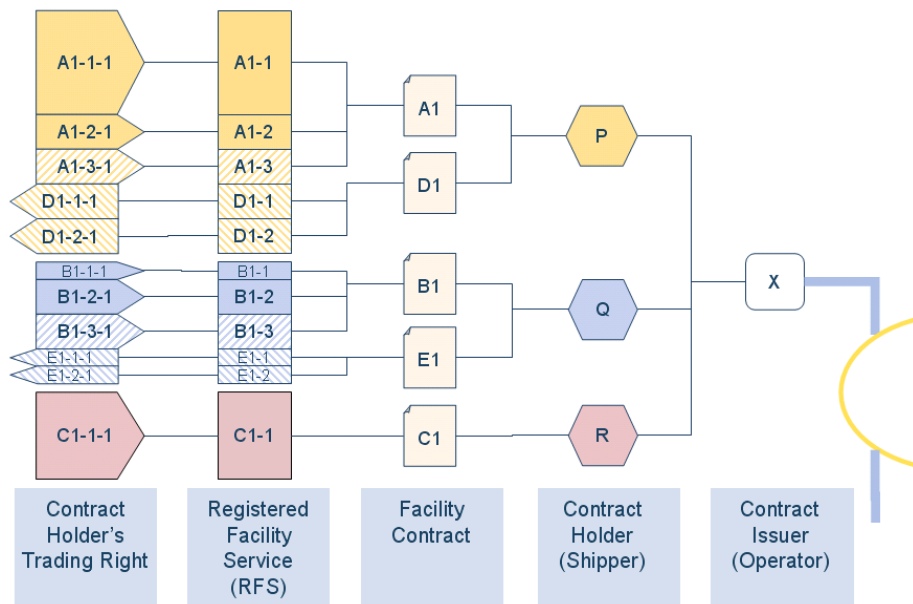 A1-1-1
A1-1
A1
A1-2-1
A1-2
P
A1-3-1
A1-3
D1
D1-1-1
D1-1
D1-2-1
D1-2
B1-1-1
B1-1
B1
X
B1-2-1
B1-2
Q
B1-3-1
B1-3
E1-1-1
E1-1
E1
E1-2-1
E1-2
C1-1-1
C1-1
C1
R
Contract
Holder's
Trading Right
Registered
Facility
Service
(RFS)
Facility
Contract
Contract
Holder
(Shipper)
Contract
Issuer
(Operator)